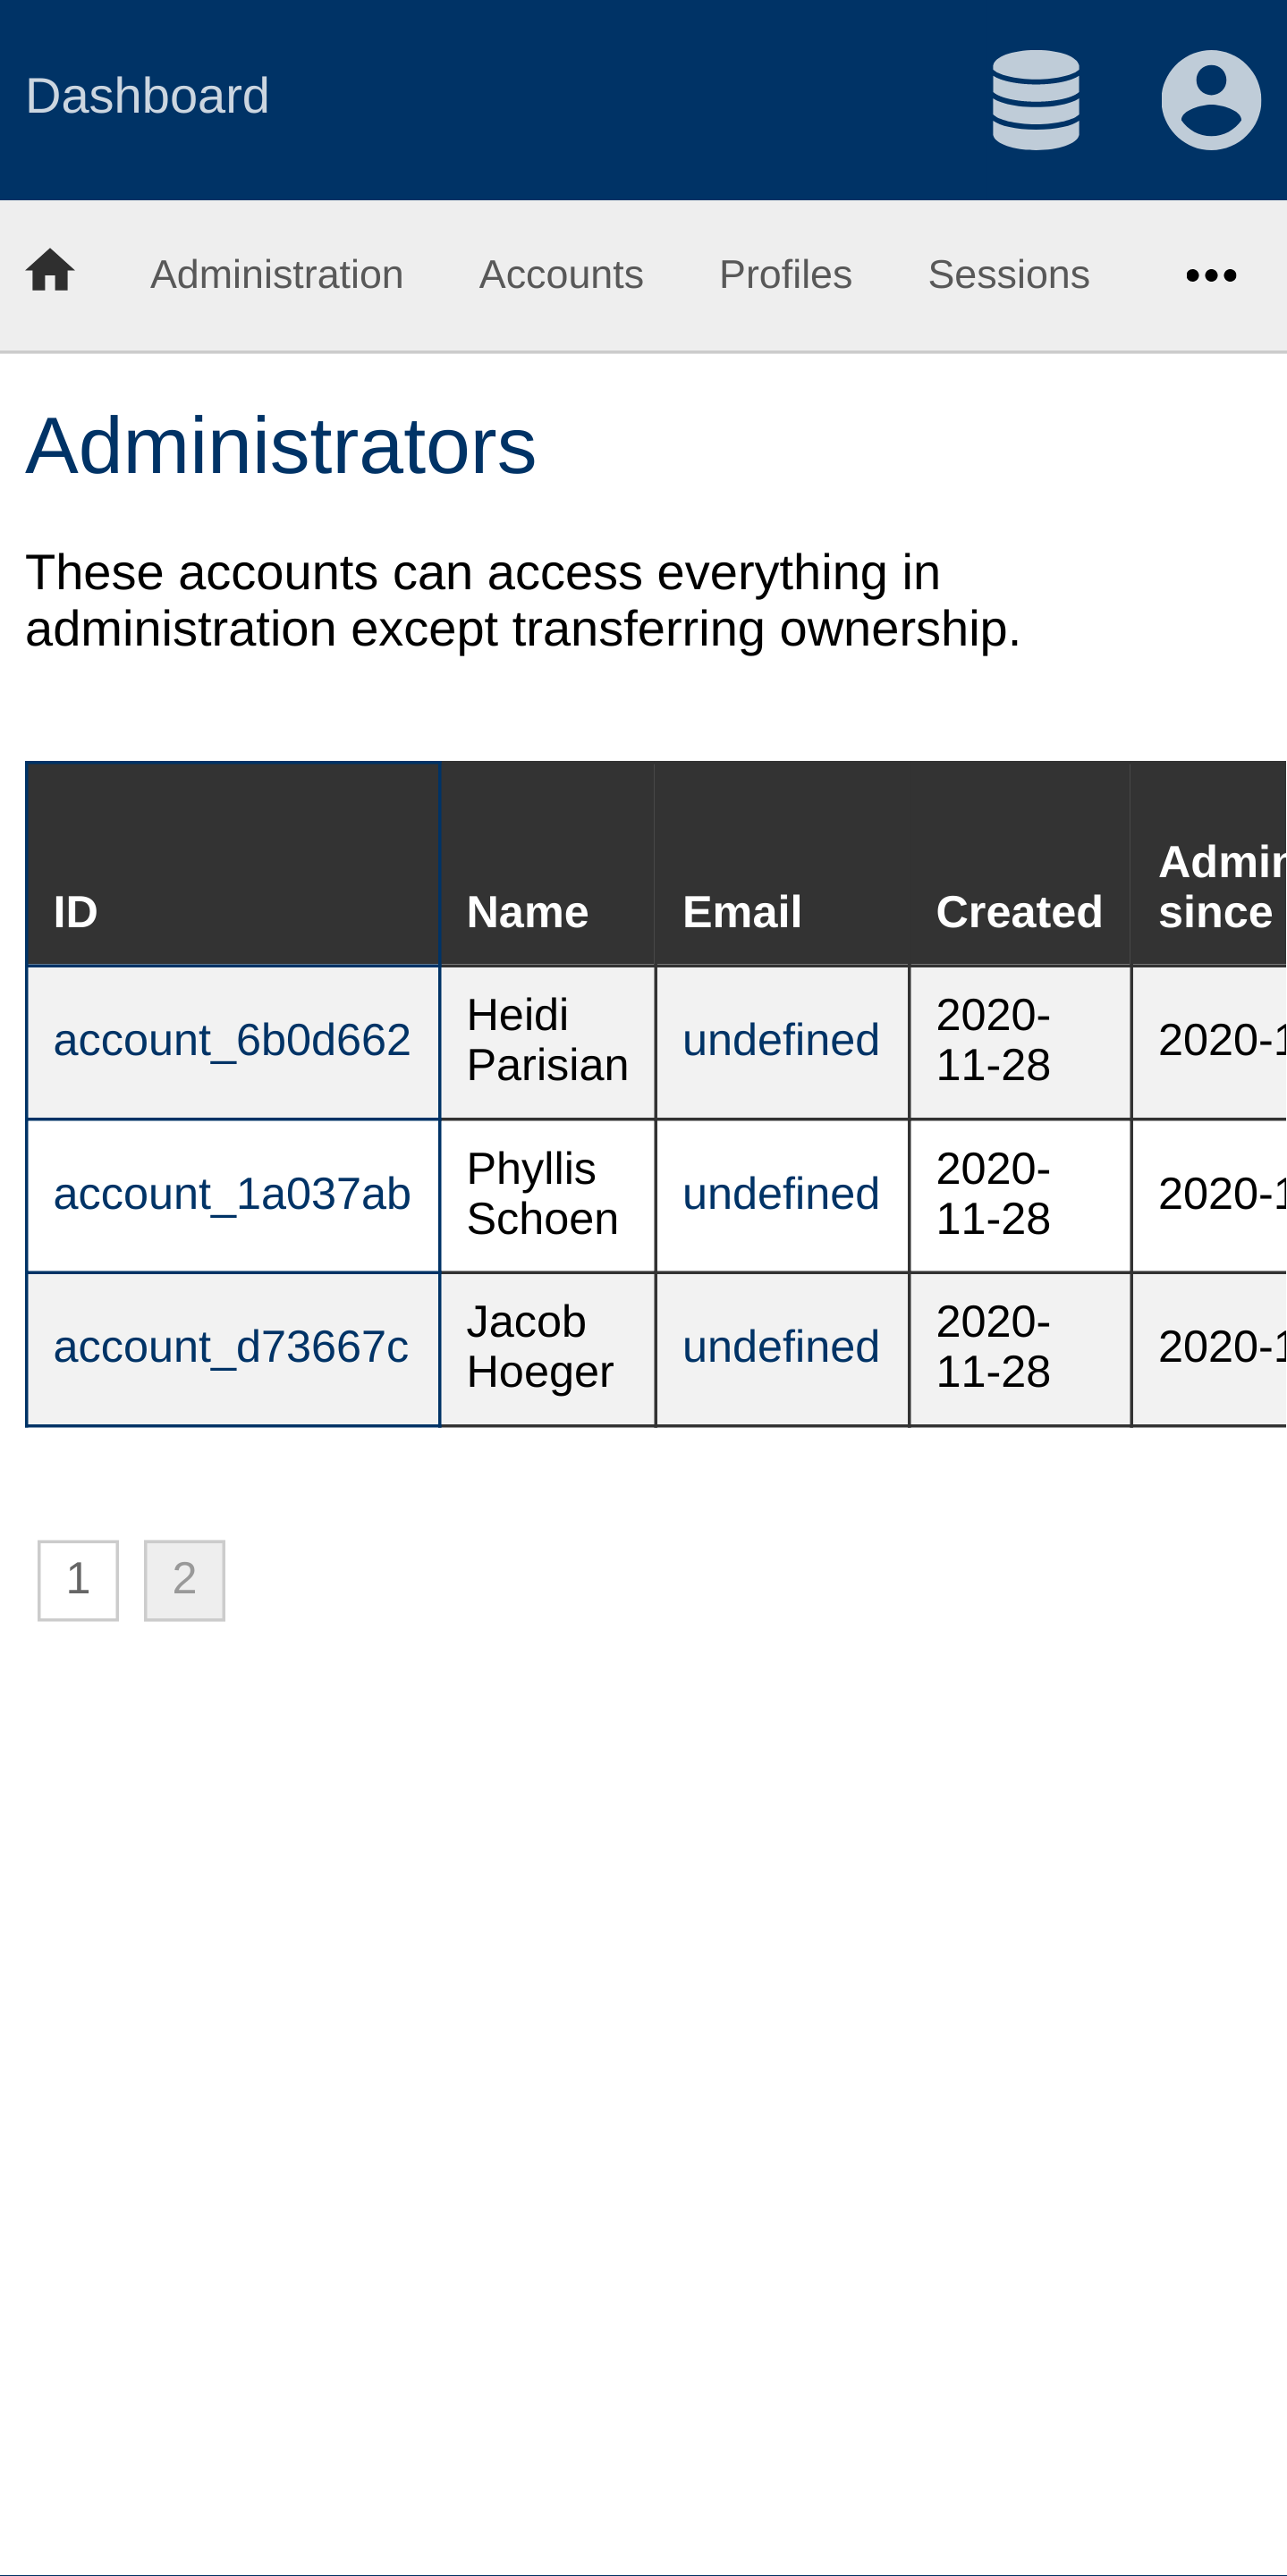 Dashboard
Administration Accounts Profiles Sessions •••
Administrators
These accounts can access everything in
administration except transferring ownership.
ID Name Email Created Admin
since
account_6b0d662 Heidi
Parisian undefined 2020-
11-28 2020-1
account_1a037ab Phyllis
Schoen undefined 2020-
11-28 2020-1
account_d73667c Jacob
Hoeger undefined 2020-
11-28 2020-1
1 2